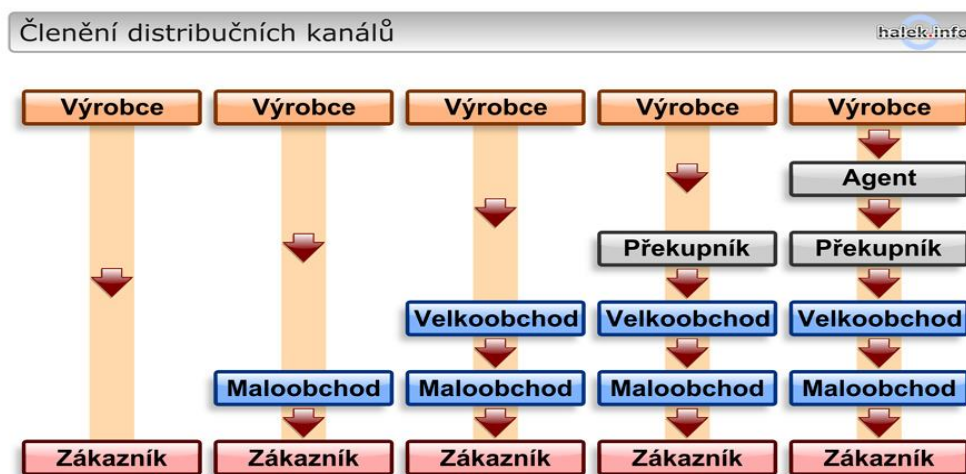 Členění distribučních kanálů
halek.info
Výrobce Výrobce Výrobce Výrobce Výrobce
Agent
Překupník Překupník
Velkoobchod Velkoobchod Velkoobchod
Maloobchod Maloobchod Maloobchod Maloobchod
Zákazník Zákazník Zákazník Zákazník Zákazník